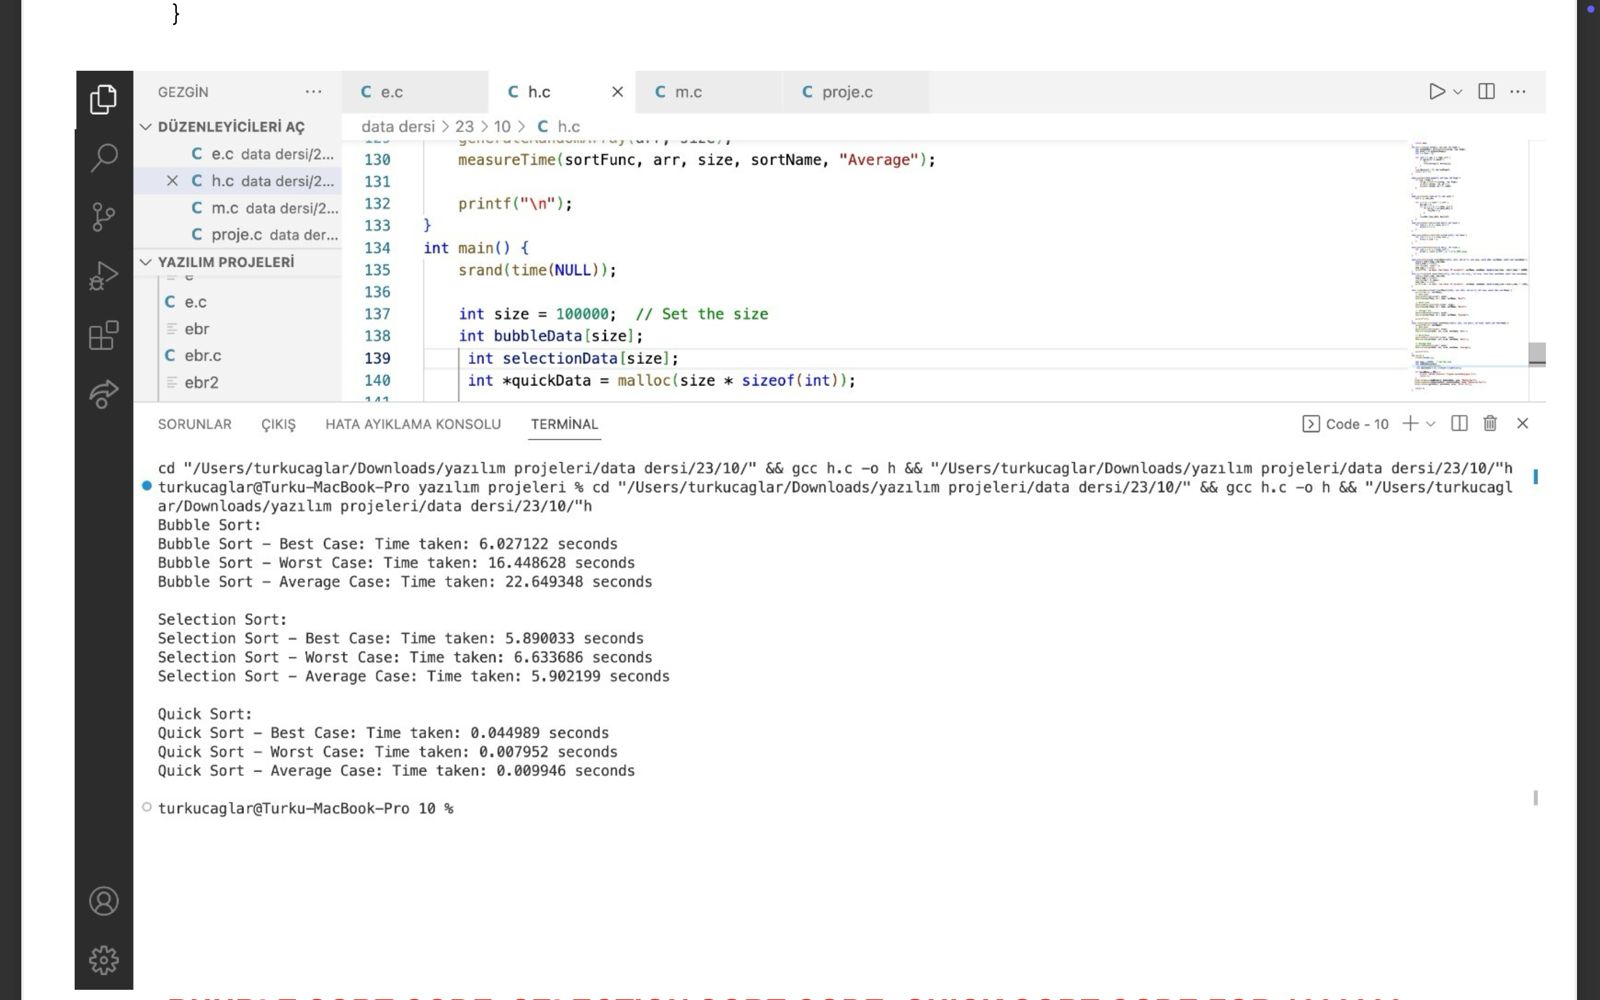 }
GEZGİN
e.c
h.c
m.c
proje.c
DÜZENLEYİCİLERİ AÇ
e.c data dersi/2...
h.c data dersi/2...
m.c data dersi/2...
proje.c data der...
YAZILIM PROJELERİ
e
e.c
ebr
ebr.c
ebr2
data dersi > 23 > 10 > C h.c
129 generateRandomArray(arr, size);
130 measureTime(sortFunc, arr, size, sortName, "Average");
131
132 printf("\n");
133 }
134 int main() {
135 srand(time(NULL));
136
137 int size = 100000; // Set the size
138 int bubbleData[size];
139 int selectionData[size];
140 int *quickData = malloc(size * sizeof(int));
141
SORUNLAR ÇIKIŞ HATA AYIKLAMA KONSOLU TERMİNAL
Code - 10
cd "/Users/turkucaglar/Downloads/yazılım projeleri/data dersi/23/10/" && gcc h.c -o h && "/Users/turkucaglar/Downloads/yazılım projeleri/data dersi/23/10/"h
turkucaglar@Turku-MacBook-Pro yazılım projeleri % cd "/Users/turkucaglar/Downloads/yazılım projeleri/data dersi/23/10/" && gcc h.c -o h && "/Users/turkucagl
ar/Downloads/yazılım projeleri/data dersi/23/10/"h
Bubble Sort:
Bubble Sort - Best Case: Time taken: 6.027122 seconds
Bubble Sort - Worst Case: Time taken: 16.448628 seconds
Bubble Sort - Average Case: Time taken: 22.649348 seconds
Selection Sort:
Selection Sort - Best Case: Time taken: 5.890033 seconds
Selection Sort - Worst Case: Time taken: 6.633686 seconds
Selection Sort - Average Case: Time taken: 5.902199 seconds
Quick Sort:
Quick Sort - Best Case: Time taken: 0.044989 seconds
Quick Sort - Worst Case: Time taken: 0.007952 seconds
Quick Sort - Average Case: Time taken: 0.009946 seconds
turkucaglar@Turku-MacBook-Pro 10 %